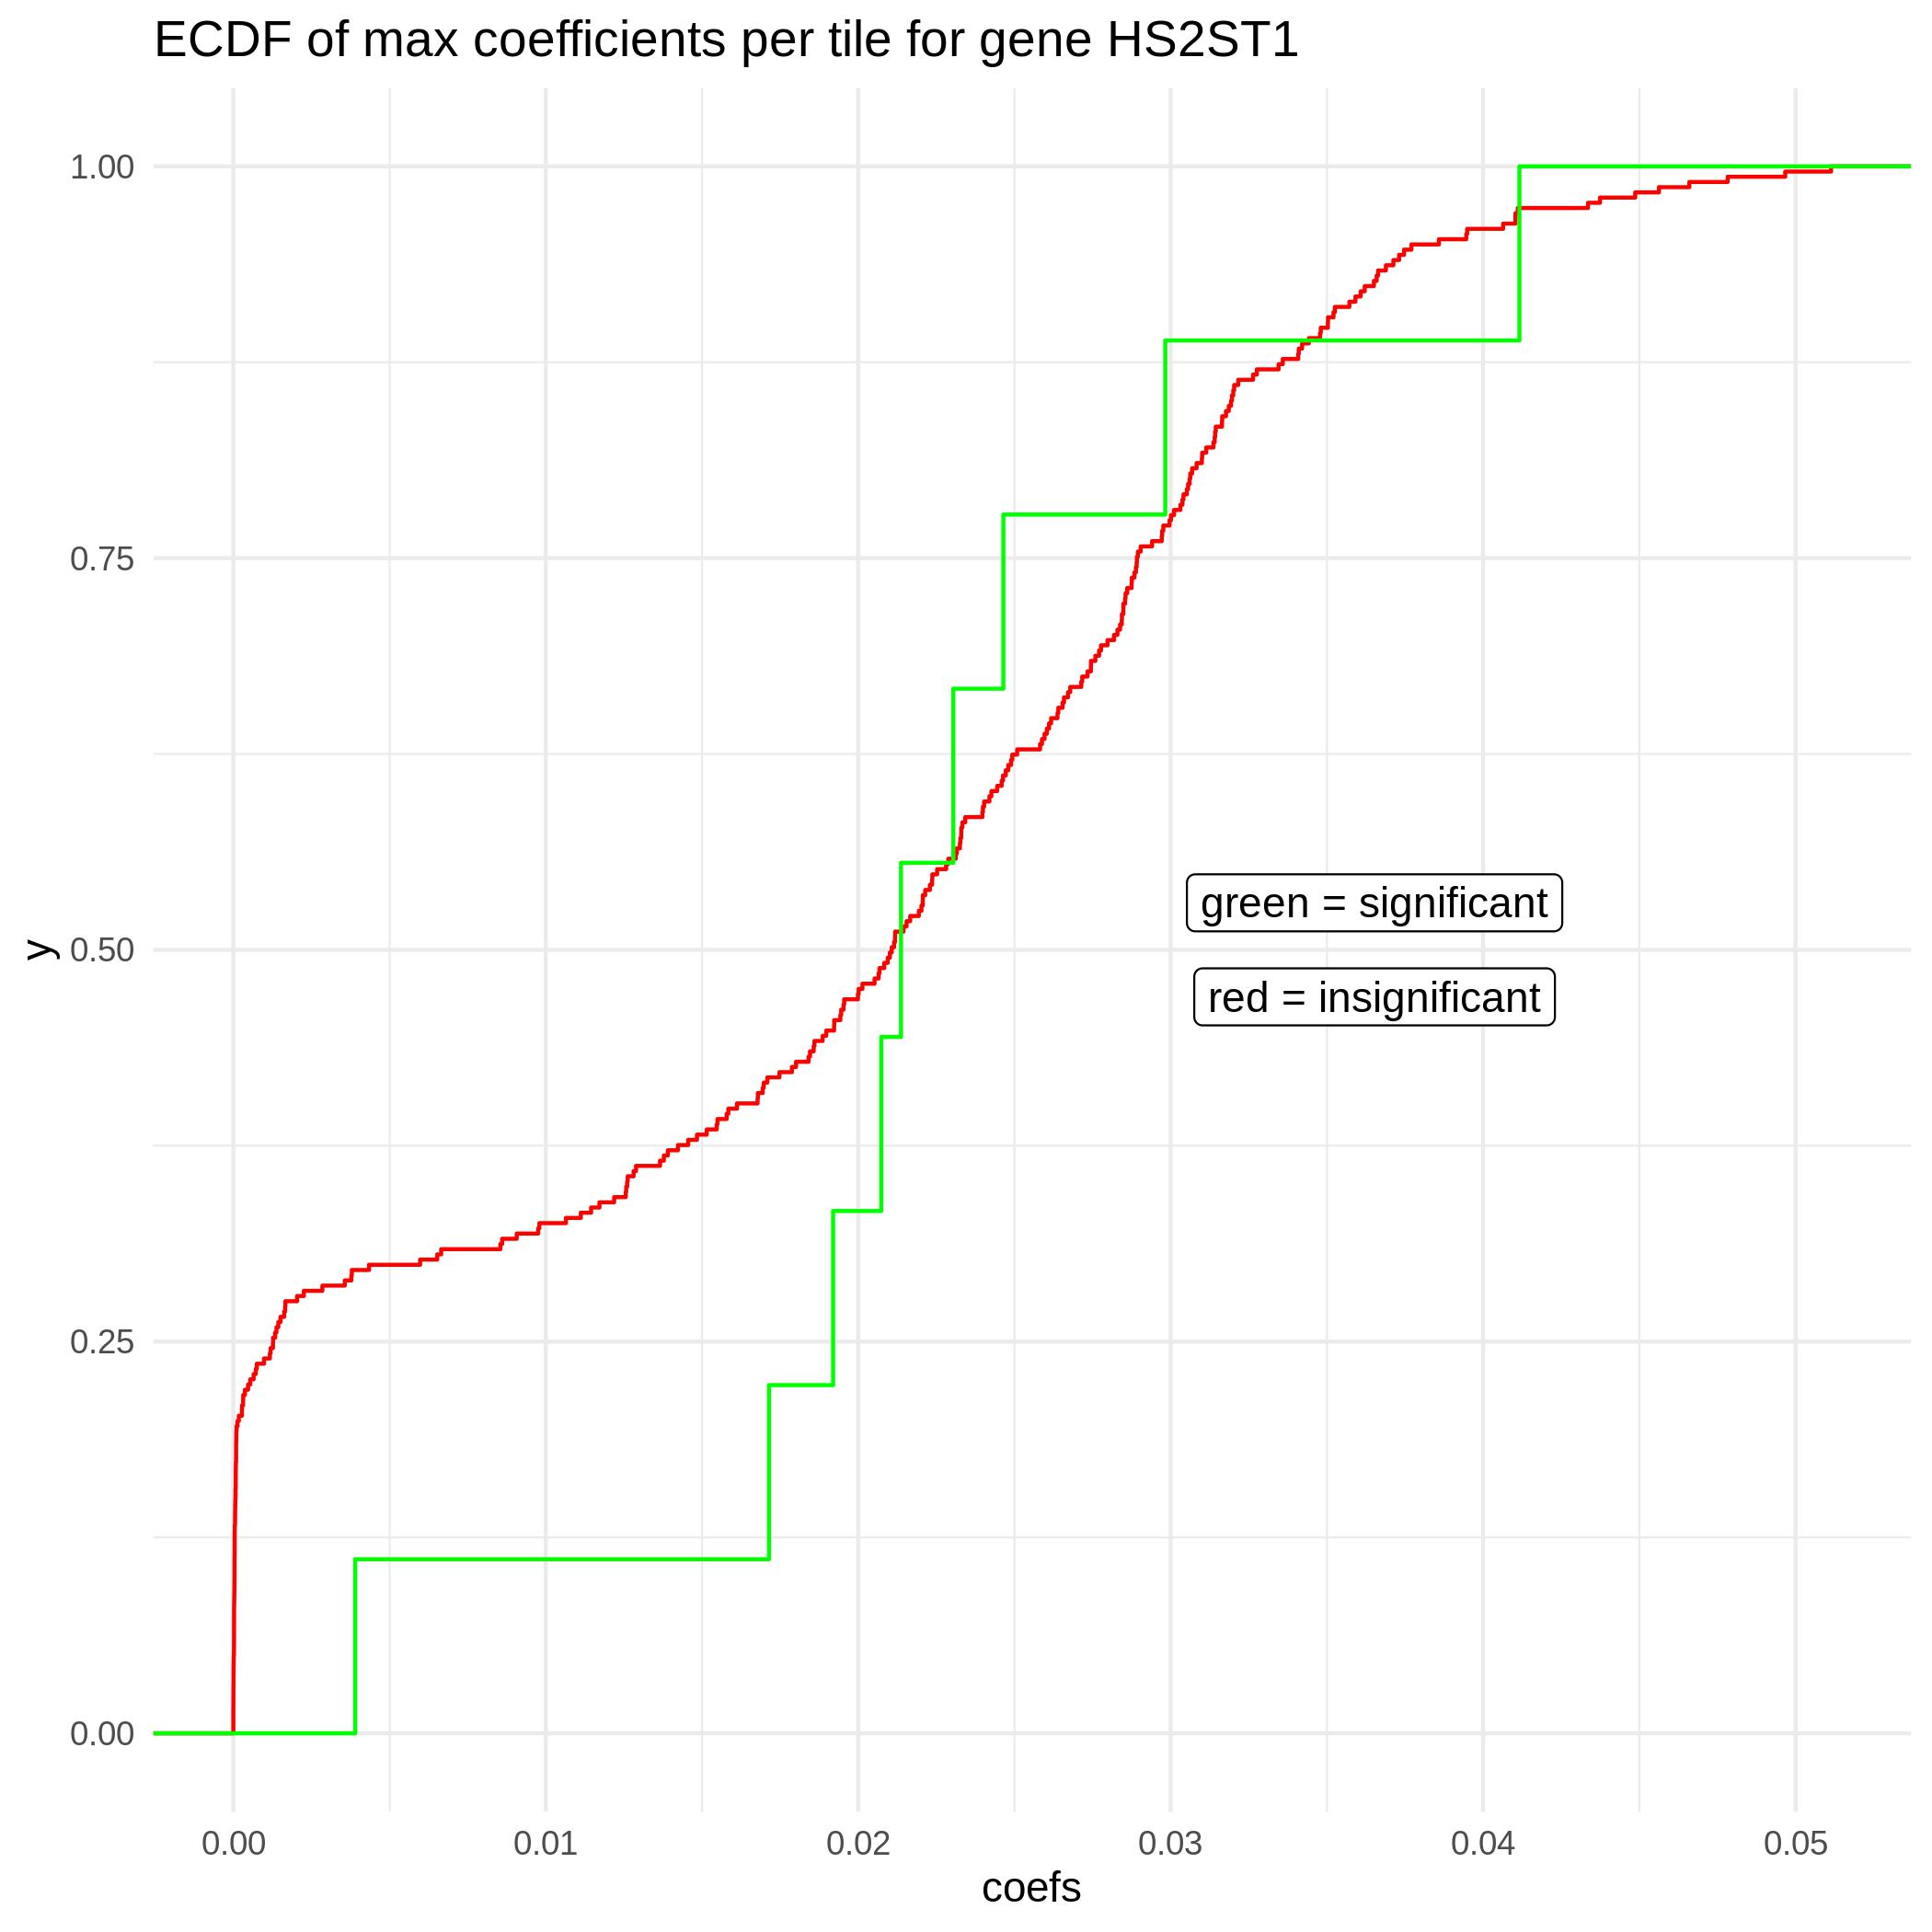 ECDF of max coefficients per tile for gene HS2ST1
1.00
0.75
y
0.50
0.25
0.00
green = significant
red = insignificant
0.00 0.01 0.02 0.03 0.04 0.05
coefs